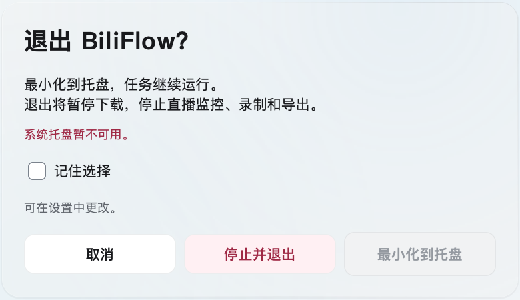 退出 BiliFlow?
最小化到托盘，任务继续运行。
退出将暂停下载，停止直播监控、录制和导出。
系统托盘暂不可用。
记住选择
可在设置中更改。
取消
停止并退出
最小化到托盘